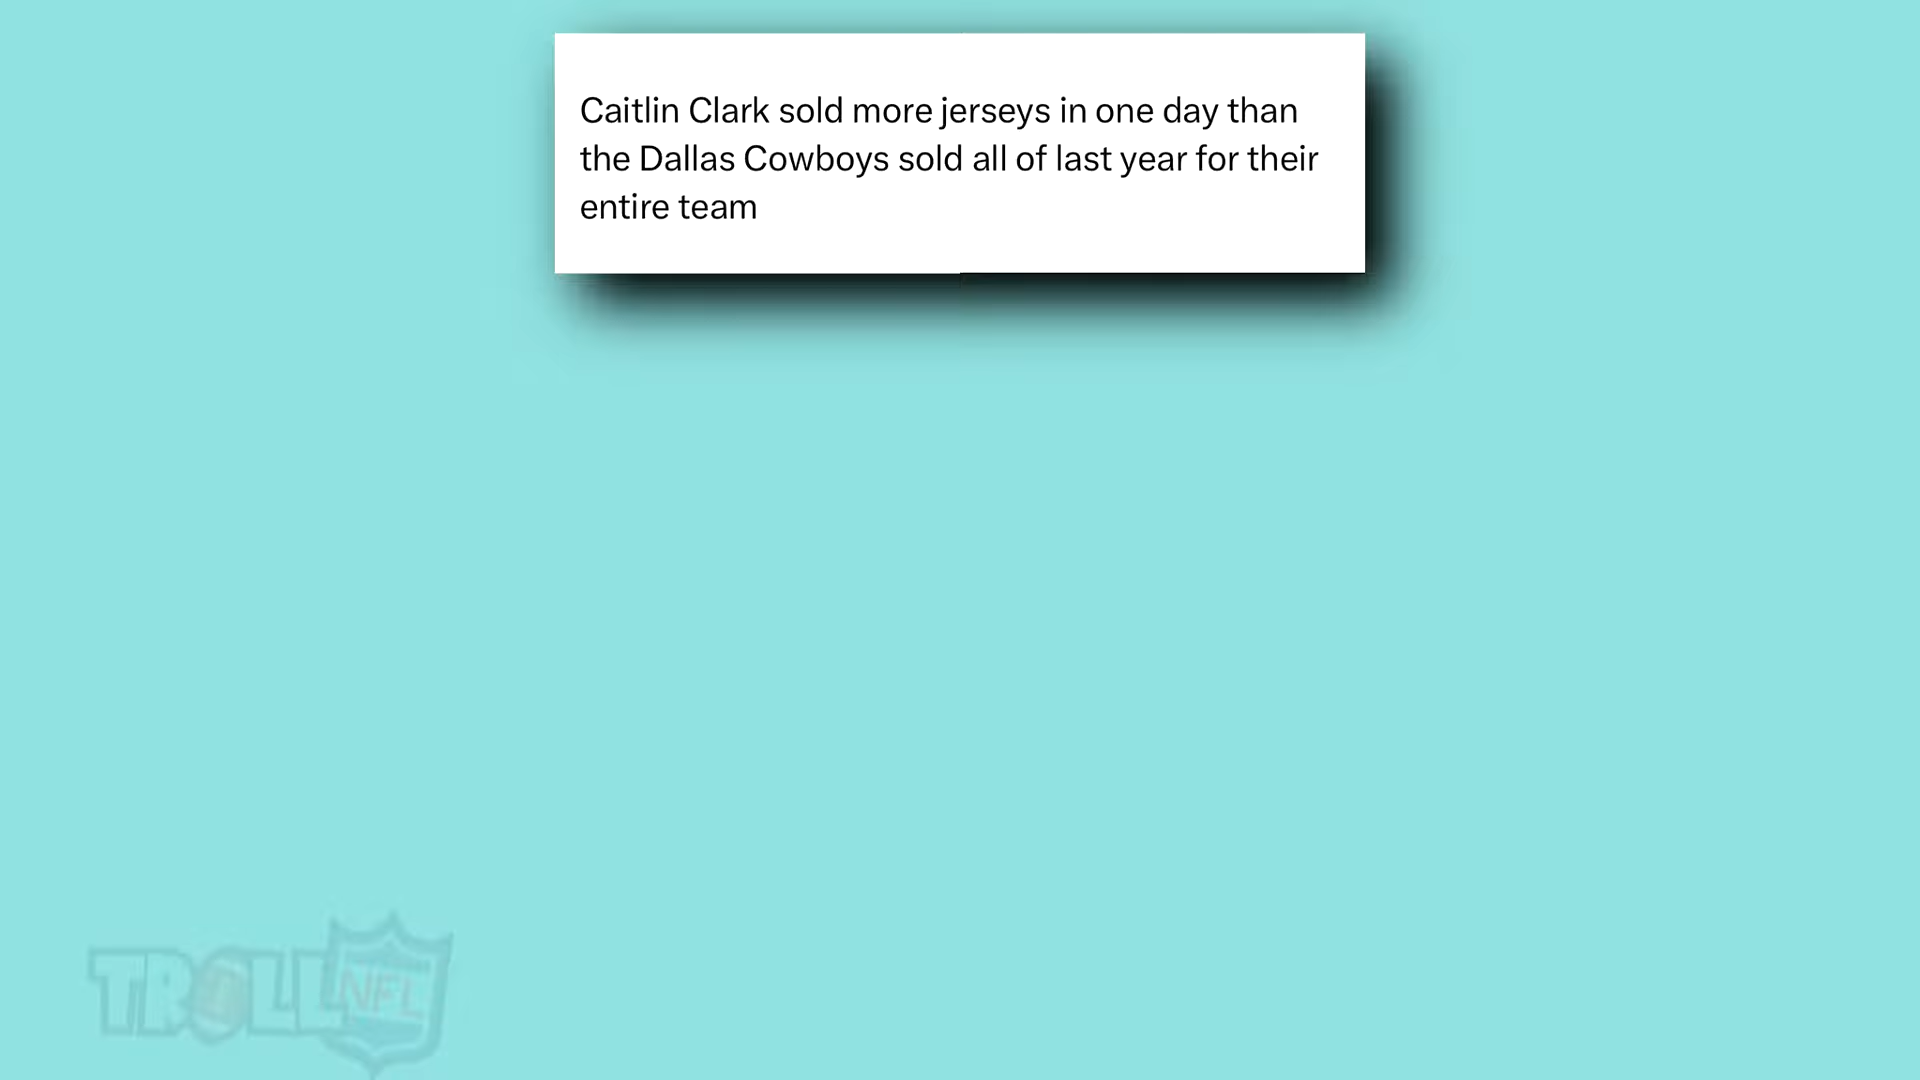 Caitlin Clark sold more jerseys in one day than
the Dallas Cowboys sold all of last year for their
entire team
TROLL NFL